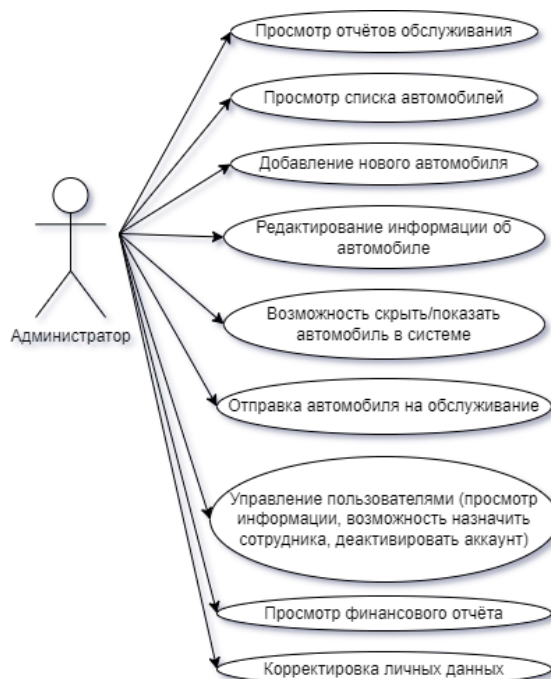 Просмотр отчётов обслуживания
Просмотр списка автомобилей
Добавление нового автомобиля
Редактирование информации об
автомобиле
Возможность скрыть/показать
автомобиль в системе
Администратор
Отправка автомобиля на обслуживание
Управление пользователями (просмотр
информации, возможность назначить
сотрудника, деактивировать аккаунт)
Просмотр финансового отчёта
Корректировка личных данных